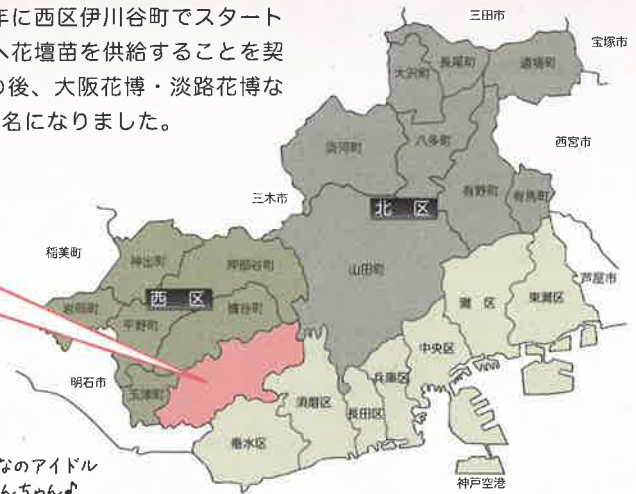 年に西区伊川谷町でスタート
へ花壇苗を供給することを契
の後、大阪花博・淡路花博な
名になりました。
三田市
宝塚市
大沢町
長尾町
道場町
淡河町
八多町
西宮市
三木市
北 区
有野町
有馬町
稲美町
神出町
押部谷町
山田町
芦屋市
岩岡町
西 区
平野町
櫨谷町
灘 区
東灘区
中央区
明石市
玉津町
兵庫区
須磨区
長田区
垂水区
なのアイドル
んちゃん♪
神戸空港